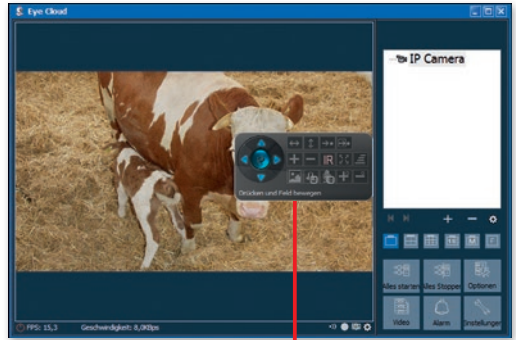 Eye Cloud
IP Camera
IR
Drücken und Feld bewegen
Alles starten
Alles Stoppen
Optionen
Video
Alarm
Einstellungen
FPS: 15,3
Geschwindigkeit: 8,0KBps